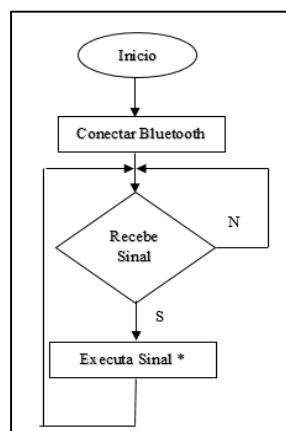 Inicio
Conectar Bluetooth
Recebe
Sinal
N
S
Executa Sinal *